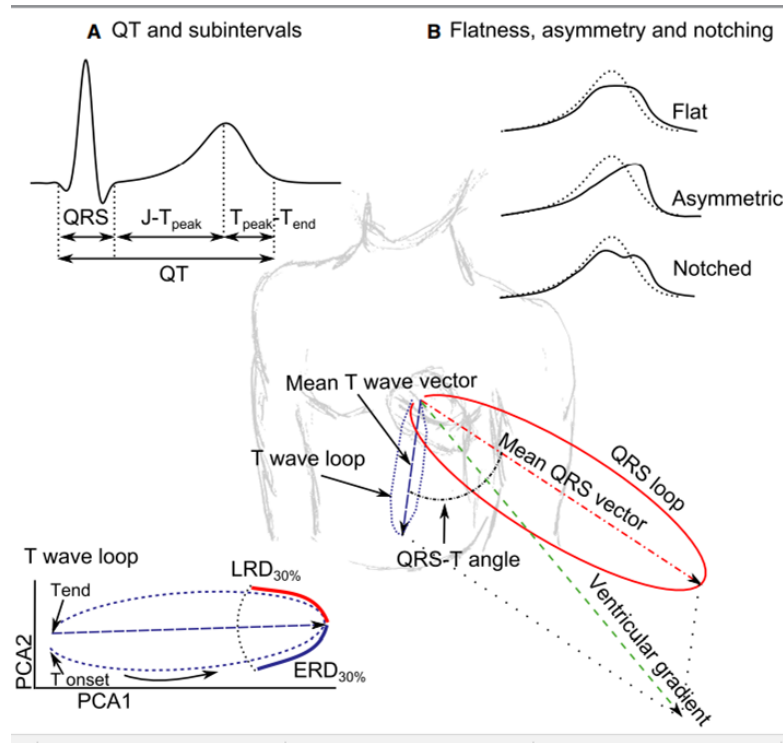 A QT and subintervals
B Flatness, asymmetry and notching
Flat
Asymmetric
Notched
QRS
J-Tpeak
Tpeak-Tend
QT
Mean T wave vector
T wave loop
Mean QRS vector
QRS loop
QRS-T angle
Ventricular gradient
T wave loop
Tend
LRD30%
ERD30%
T onset
PCA2
PCA1